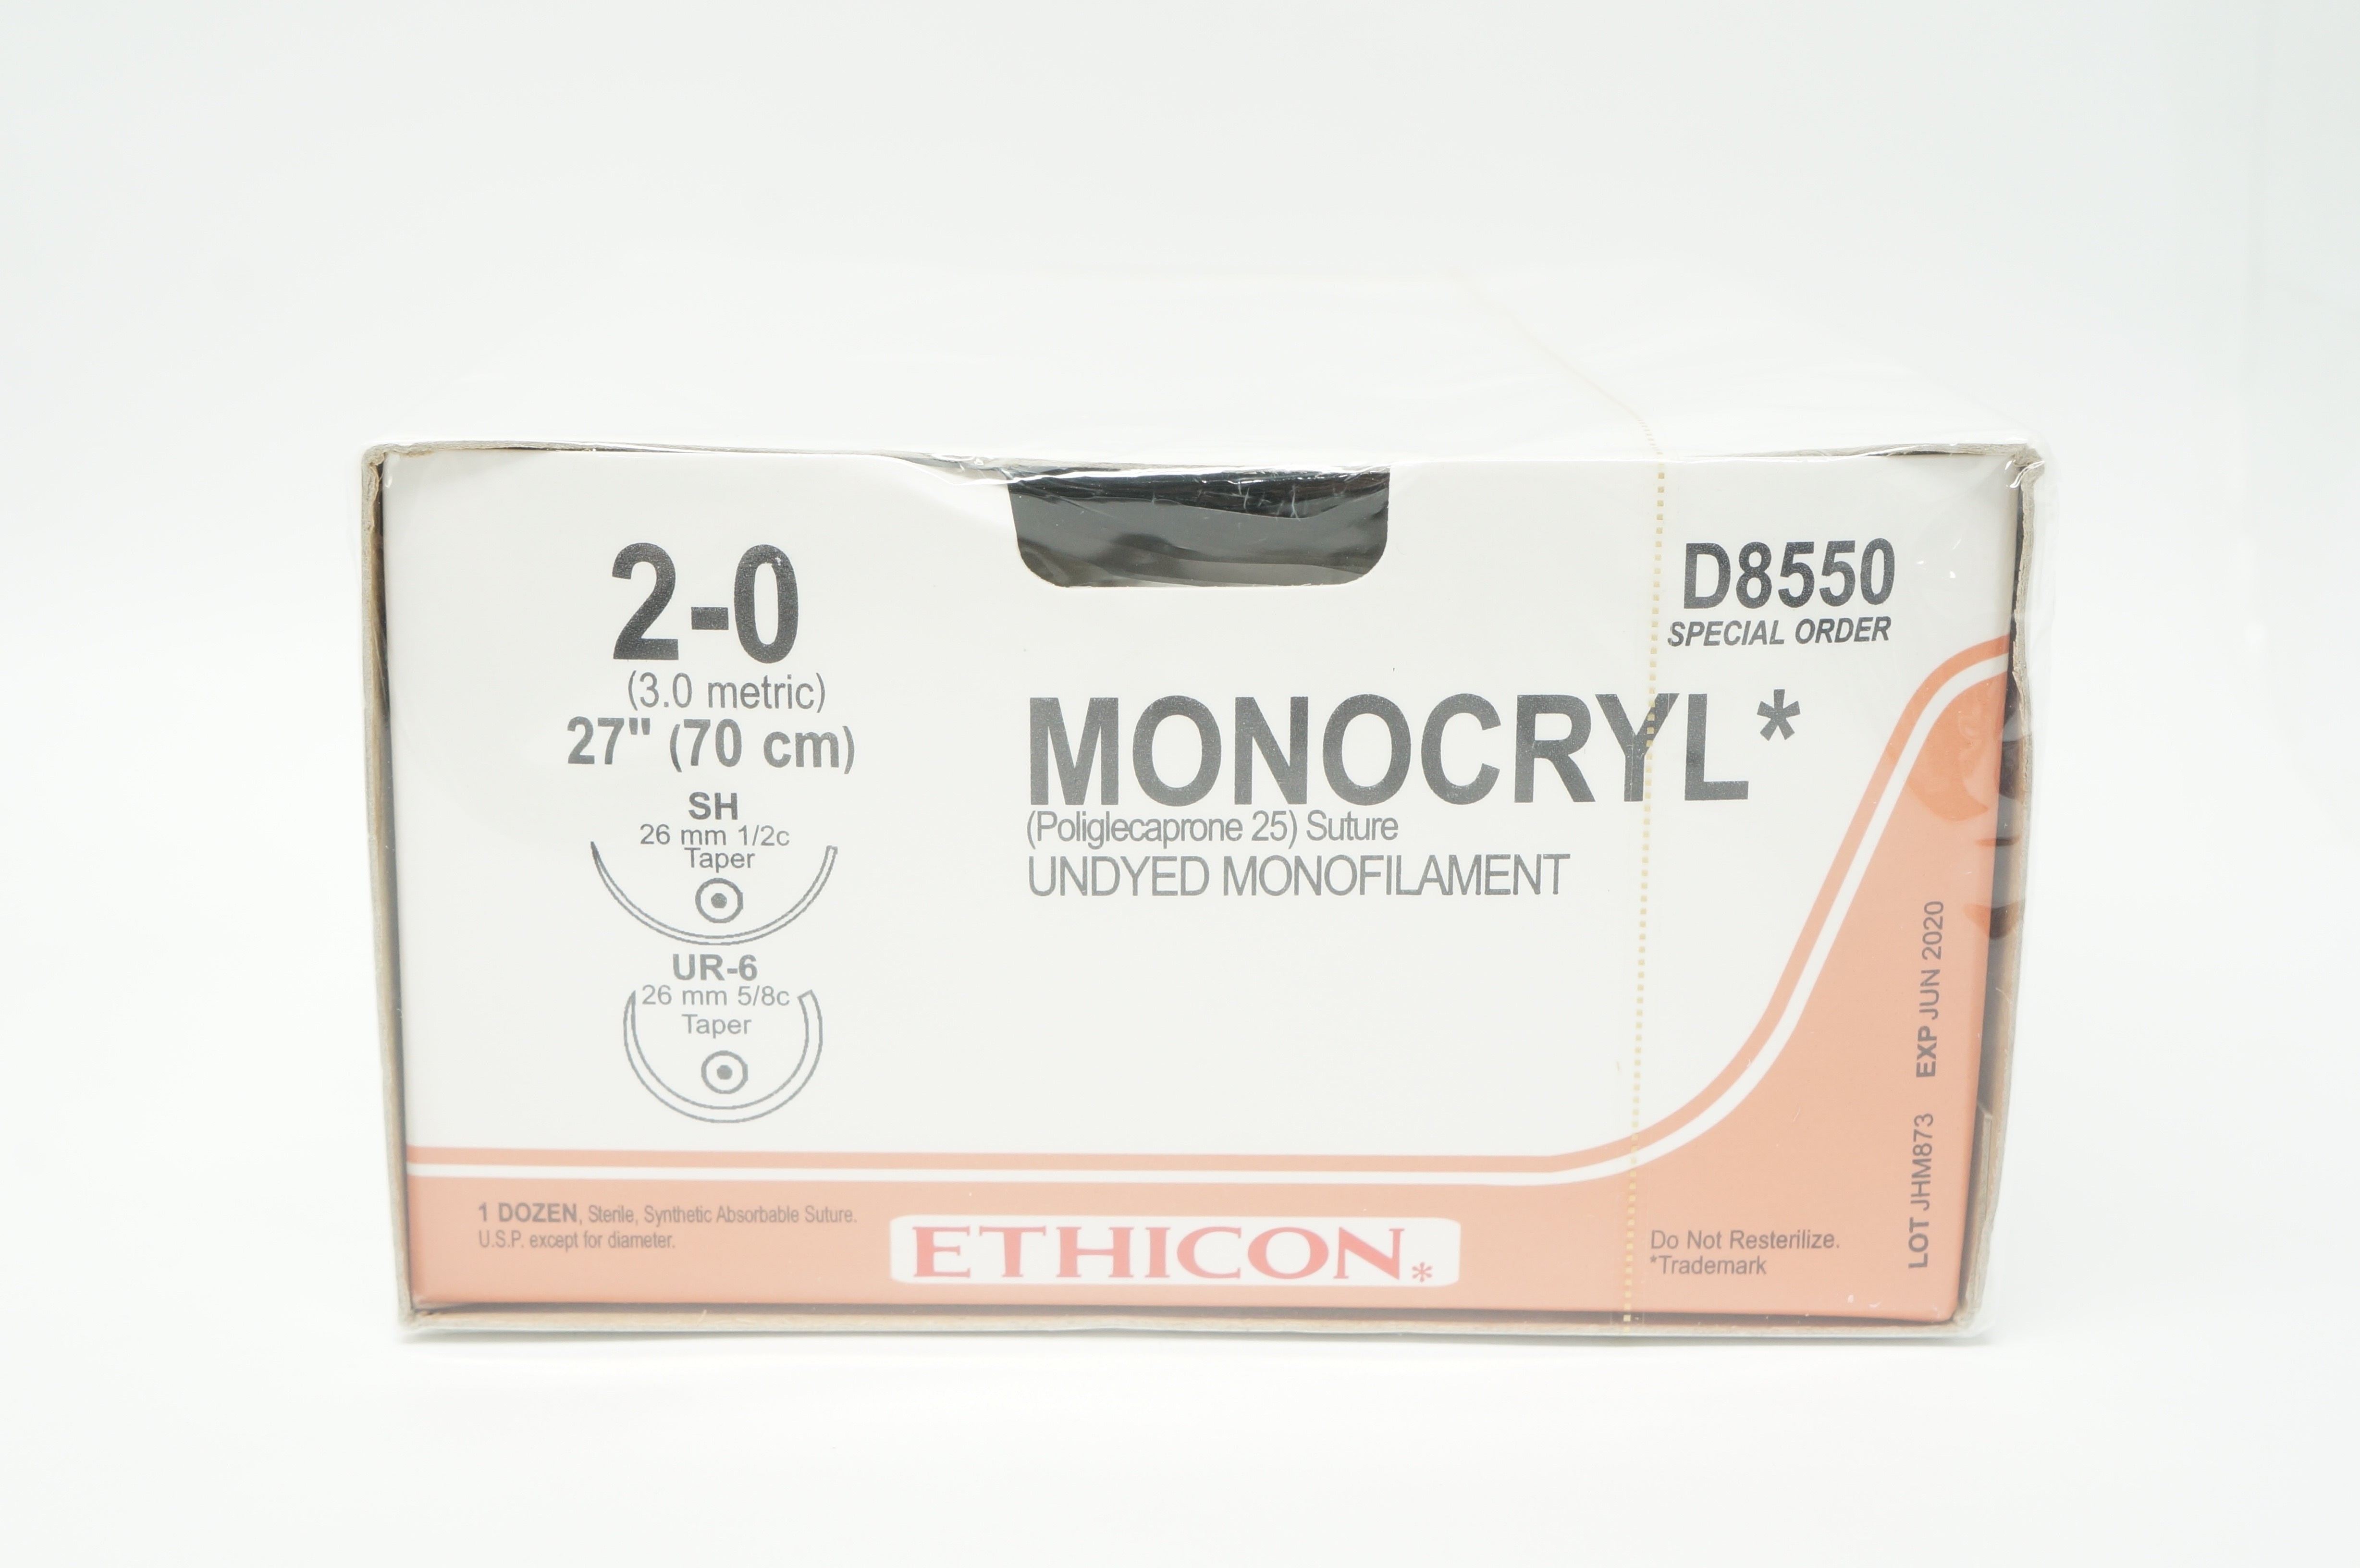 2-0
(3.0 metric)
27" (70 cm)
SH
26 mm 1/2c
Taper
UR-6
26 mm 5/8c
Taper
D8550
SPECIAL ORDER
MONOCRYL*
(Poliglecaprone 25) Suture
UNDYED MONOFILAMENT
1 DOZEN, Sterile, Synthetic Absorbable Suture.
U.S.P. except for diameter.
ETHICON*
Do Not Resterilize.
*Trademark
LOT JHM873 EXP JUN 2020